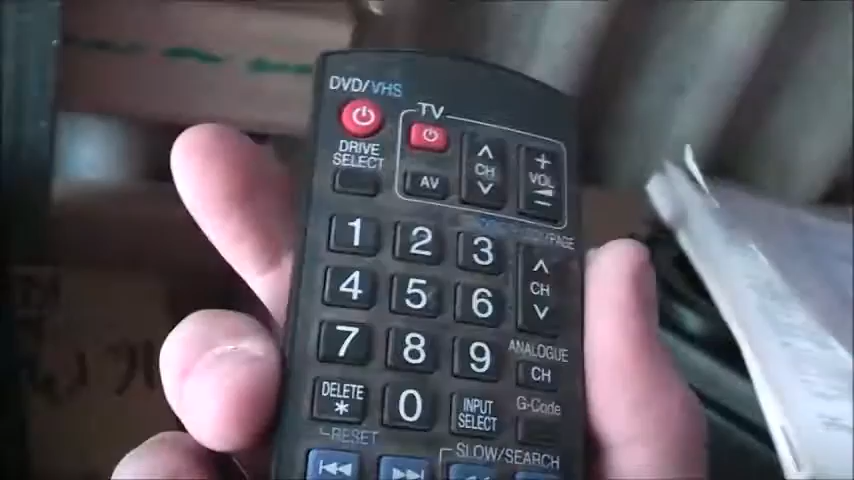 DVD/VHS
TV
DRIVE
SELECT
AV
CH
VOL
+
−
/PAGE
1 2 3
CH
4 5 6
7 8 9
ANALOGUE
CH
DELETE
*
0
INPUT
SELECT
G-Code
RESET
SLOW/SEARCH